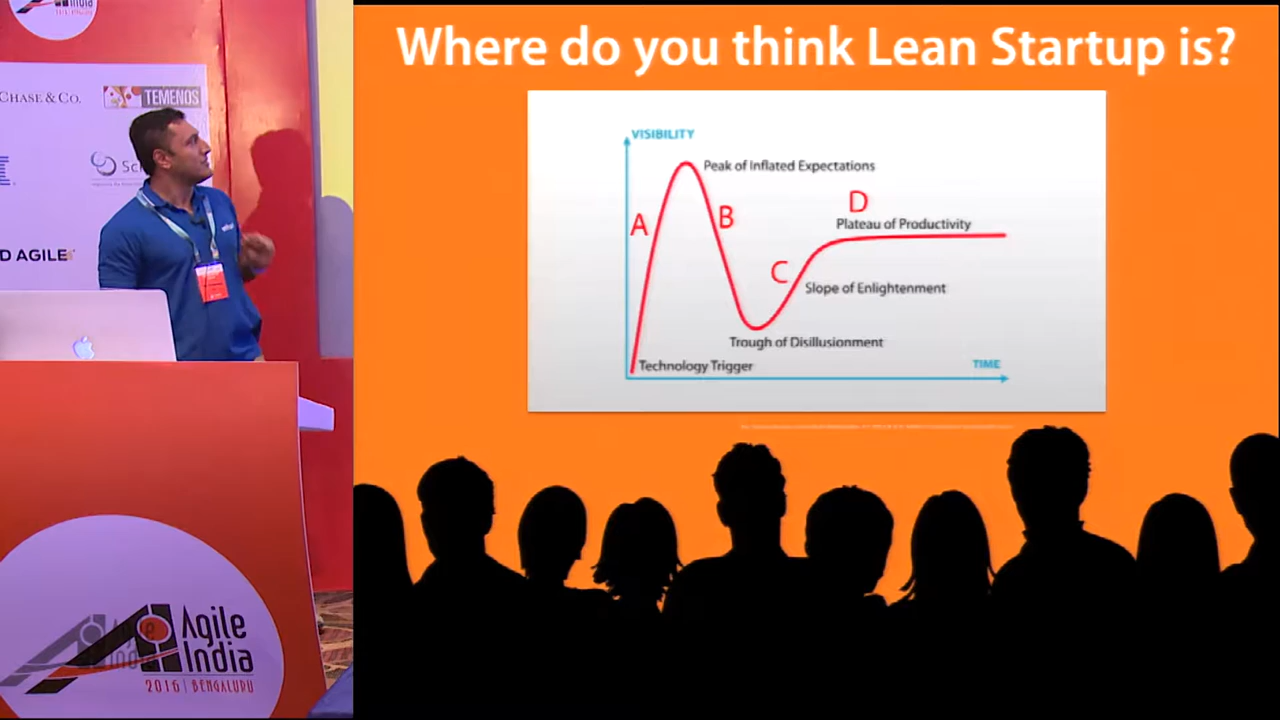 India
CHASE & CO.
TEMENOS
D AGILE
Agile
India
2016 | BENGALURU
Where do you think Lean Startup is?
VISIBILITY
Peak of Inflated Expectations
A
B
D
Plateau of Productivity
C
Slope of Enlightenment
Trough of Disillusionment
Technology Trigger
TIME